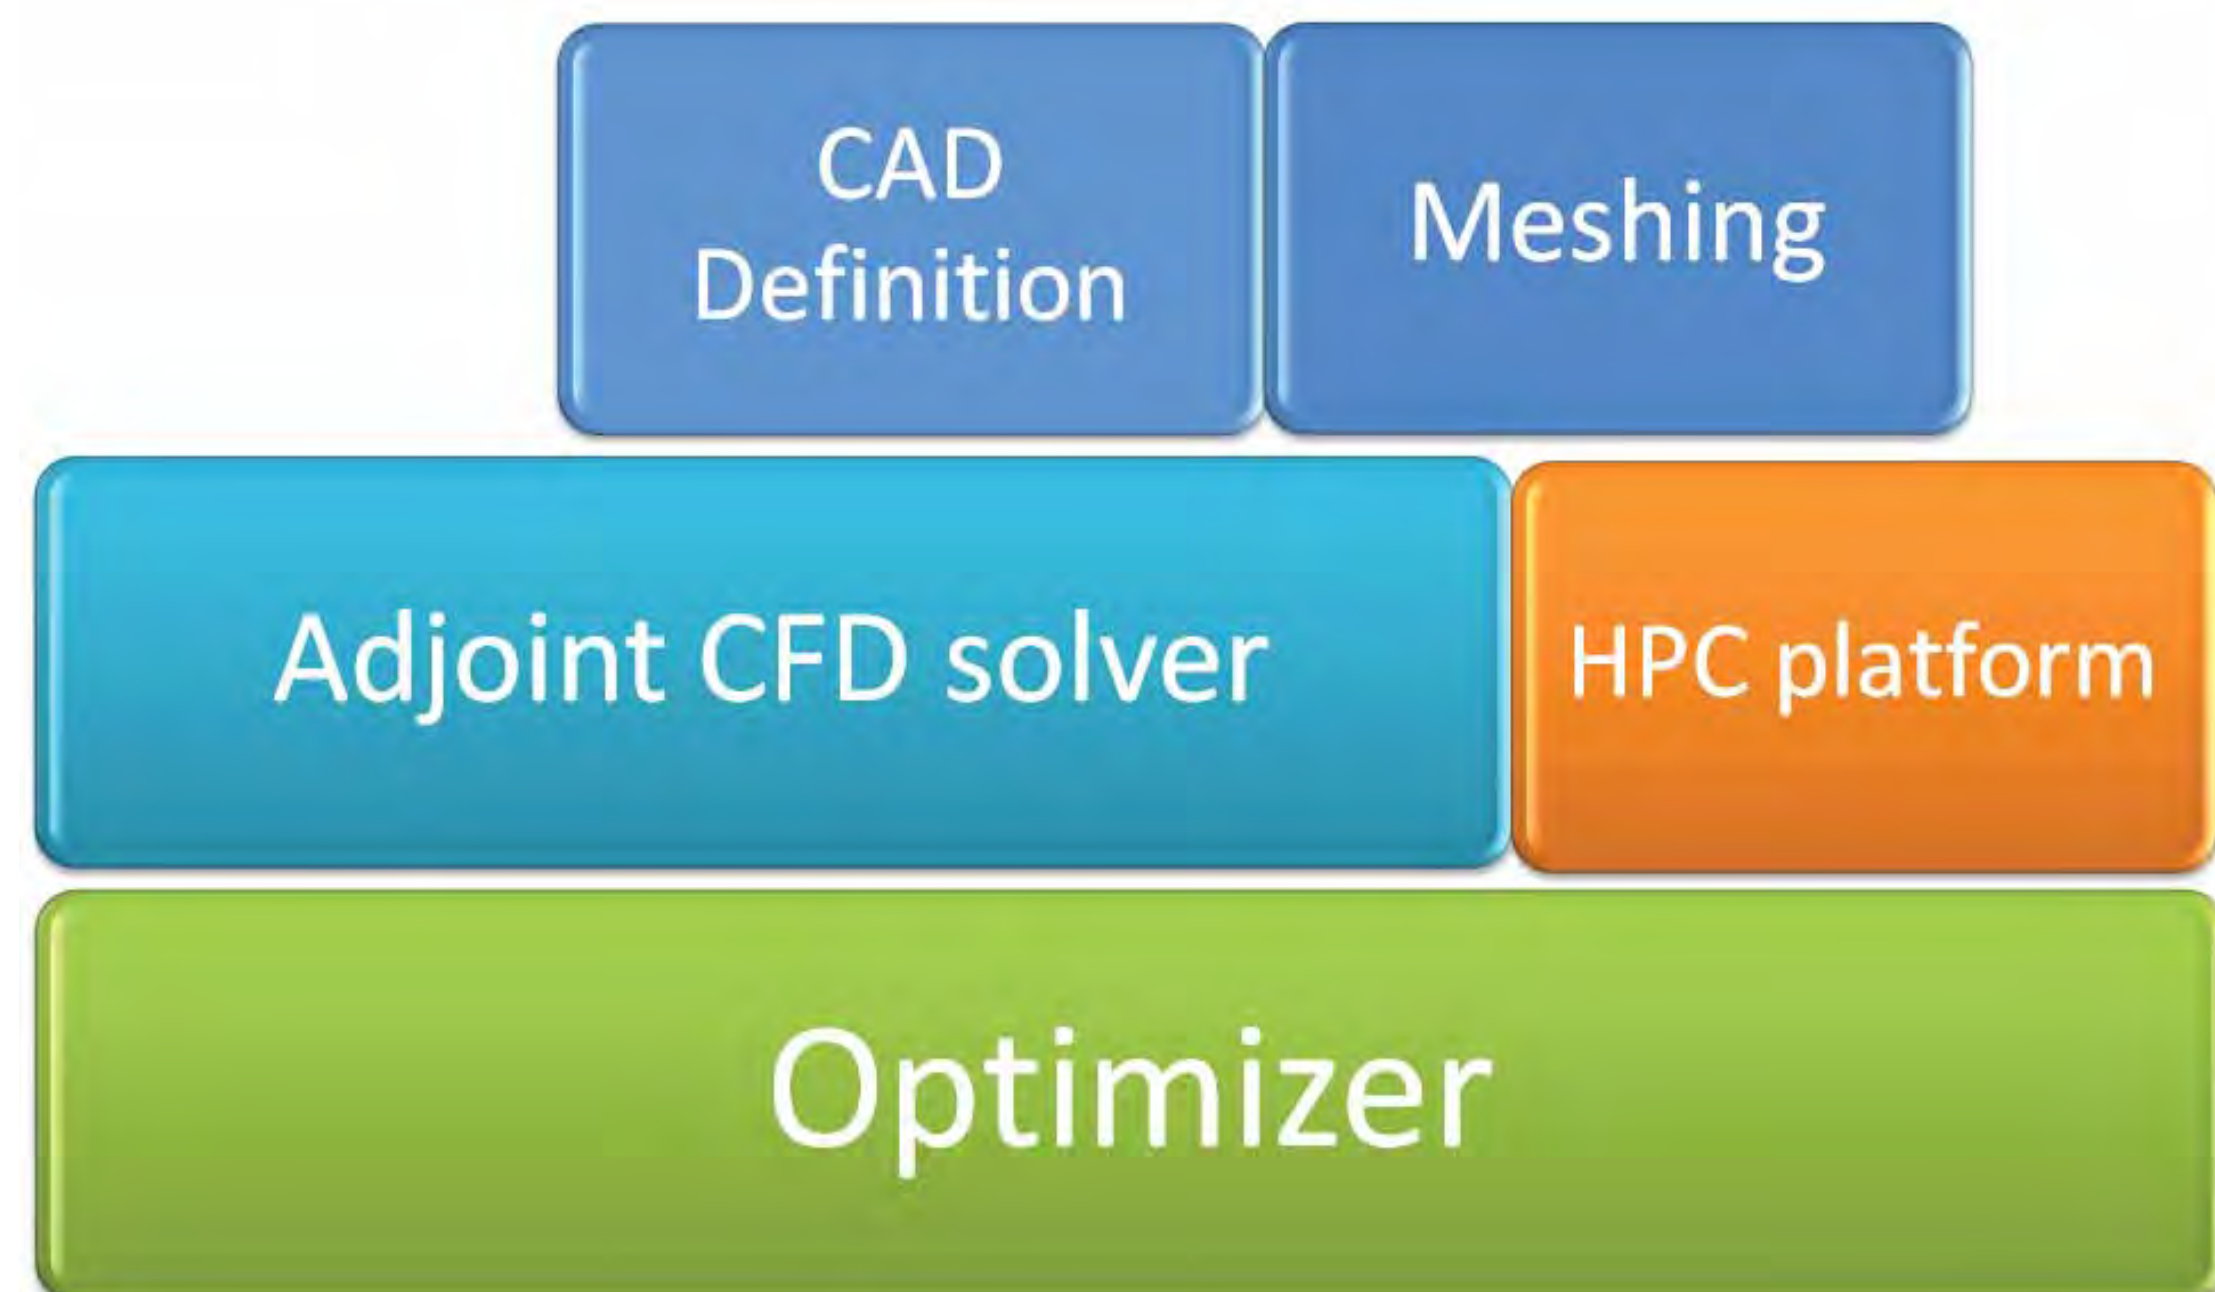 CAD
Definition
Meshing
Adjoint CFD solver
HPC platform
Optimizer